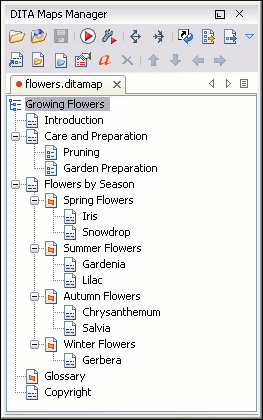 DITA Maps Manager
flowers.ditamap
Growing Flowers
Introduction
Care and Preparation
Pruning
Garden Preparation
Flowers by Season
Spring Flowers
Iris
Snowdrop
Summer Flowers
Gardenia
Lilac
Autumn Flowers
Chrysanthemum
Salvia
Winter Flowers
Gerbera
Glossary
Copyright